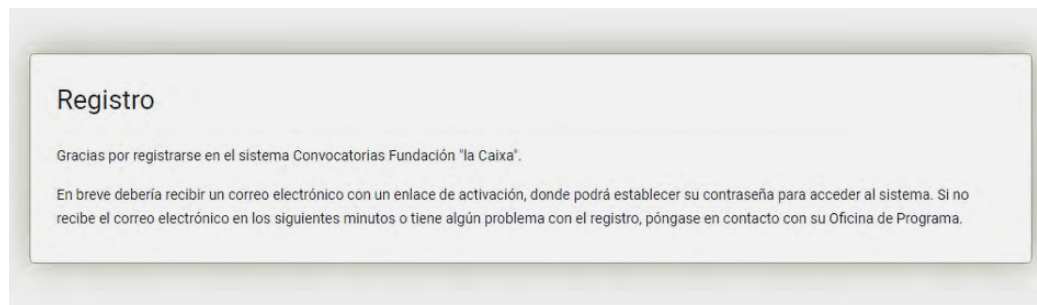 Registro
Gracias por registrarse en el sistema Convocatorias Fundación "la Caixa".
En breve debería recibir un correo electrónico con un enlace de activación, donde podrá establecer su contraseña para acceder al sistema. Si no
recibe el correo electrónico en los siguientes minutos o tiene algún problema con el registro, póngase en contacto con su Oficina de Programa.